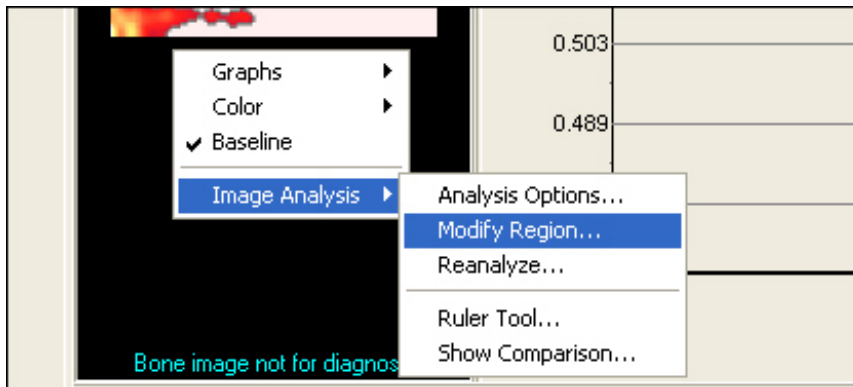 0.503
Graphs
Color
0.489
Baseline
Image Analysis
Analysis Options...
Modify Region...
Reanalyze...
Ruler Tool...
Show Comparison...
Bone image not for